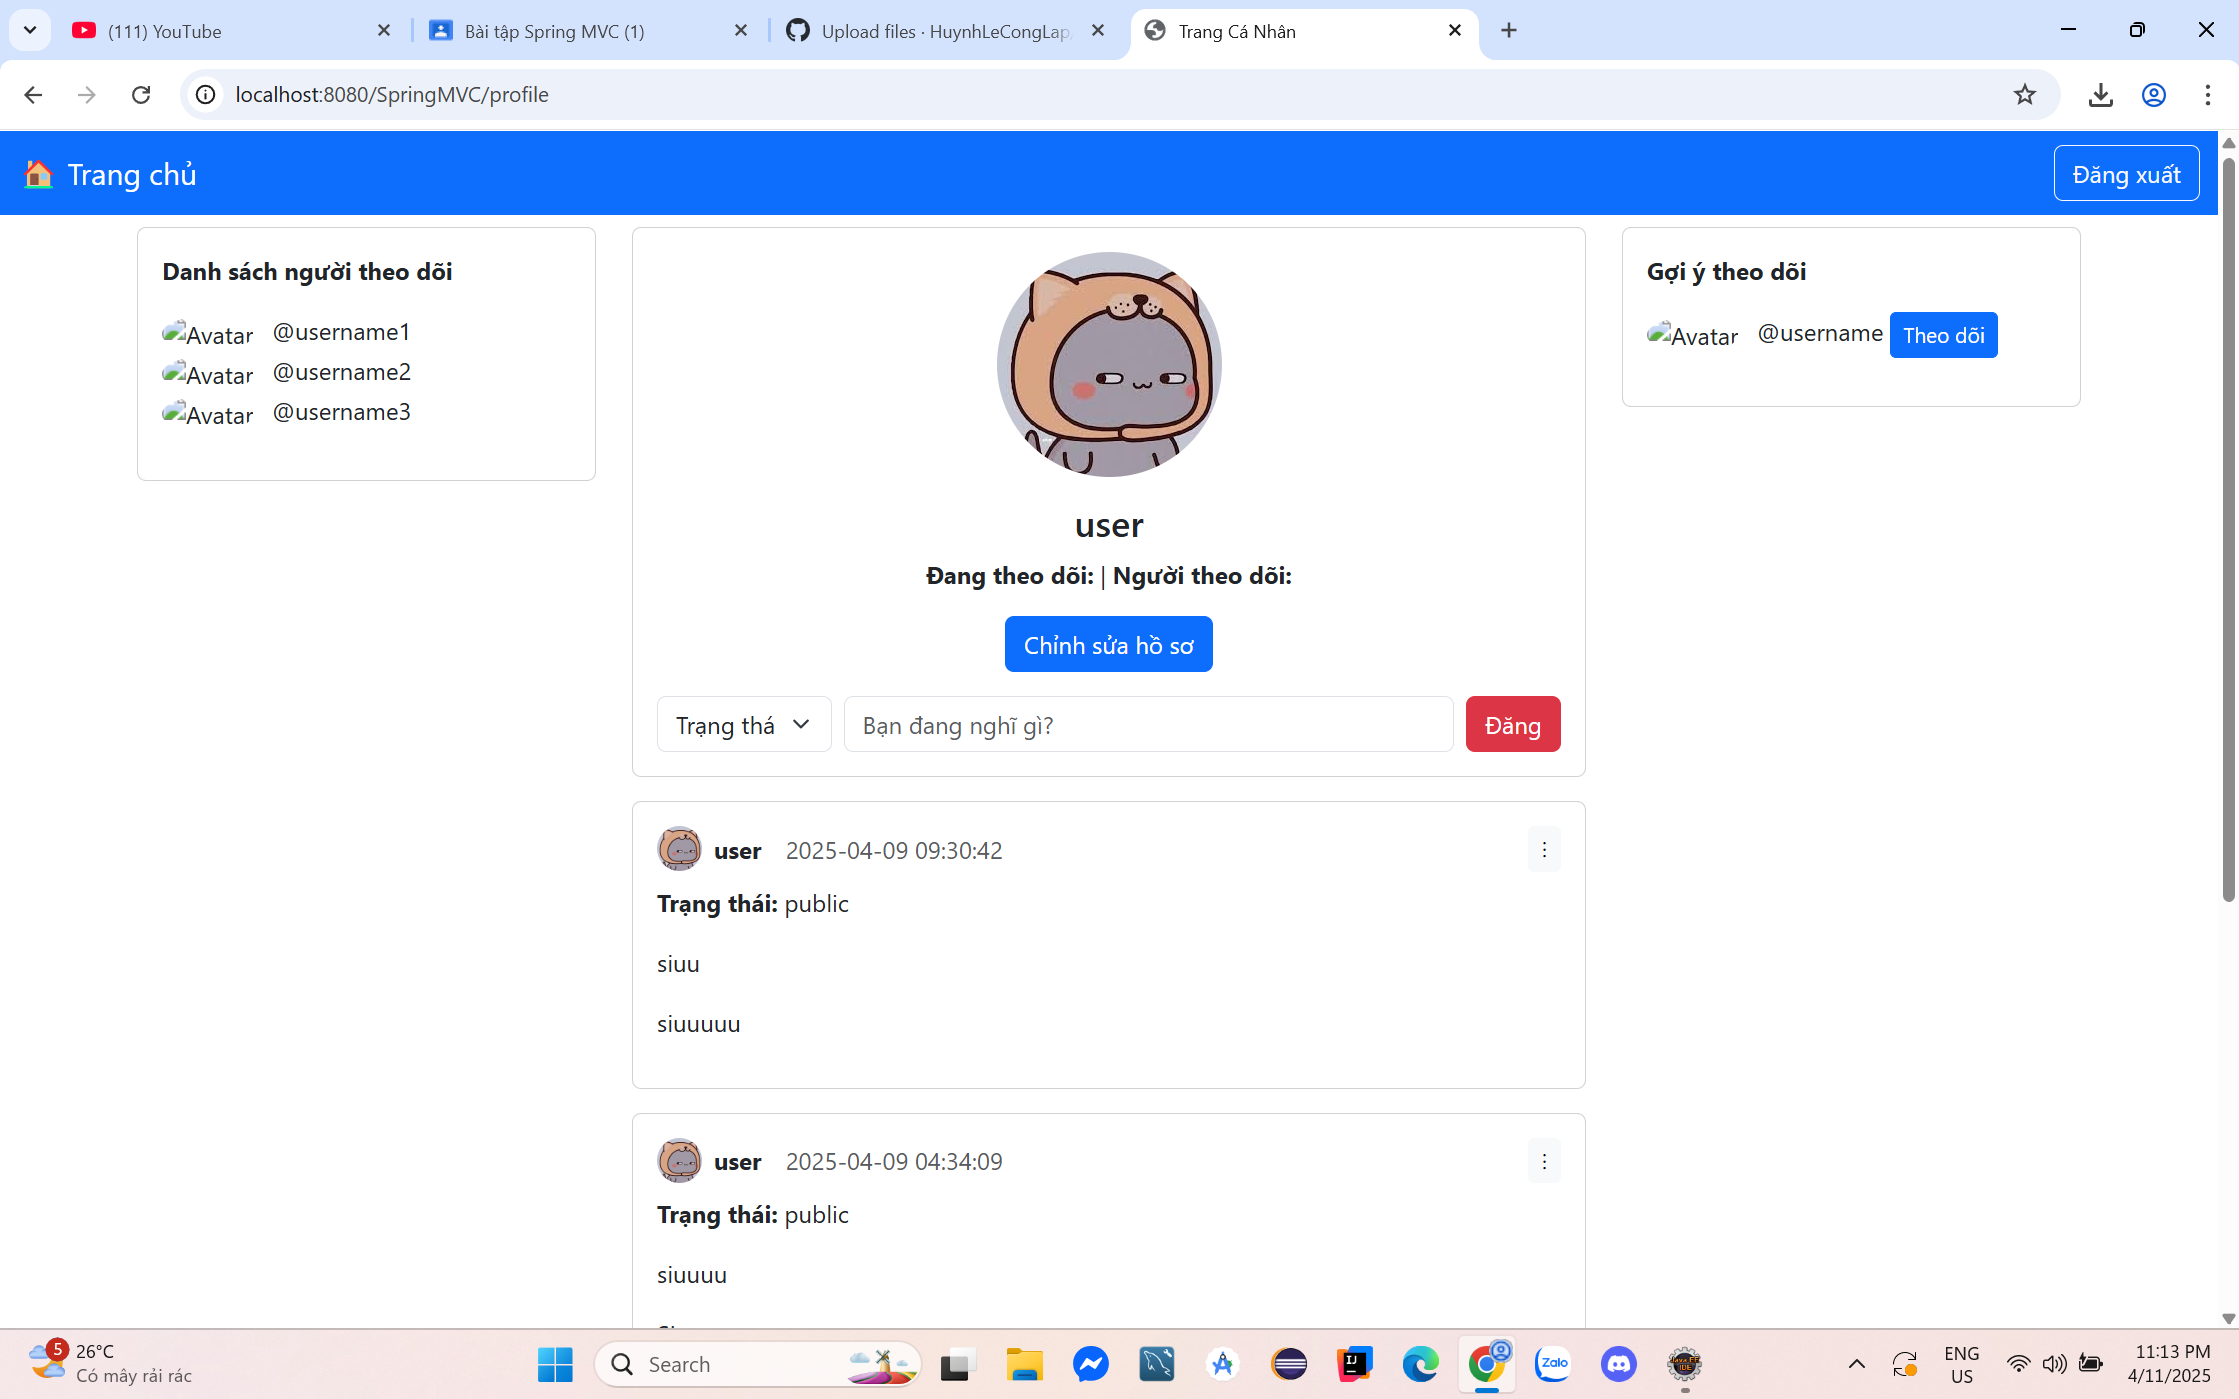 (111) YouTube
Bài tập Spring MVC (1)
Upload files · HuynhLeCongLap
Trang Cá Nhân
localhost:8080/SpringMVC/profile
Trang chủ
Đăng xuất
Danh sách người theo dõi
Avatar @username1
Avatar @username2
Avatar @username3
user
Đang theo dõi: | Người theo dõi:
Chỉnh sửa hồ sơ
Trạng thá
Bạn đang nghĩ gì?
Đăng
Gợi ý theo dõi
Avatar @username Theo dõi
user 2025-04-09 09:30:42
Trạng thái: public
siuu
siuuuuu
user 2025-04-09 04:34:09
Trạng thái: public
siuuuu
5
26°C
Có mây rải rác
Search
IJ
Zalo
ENG
US
11:13 PM
4/11/2025